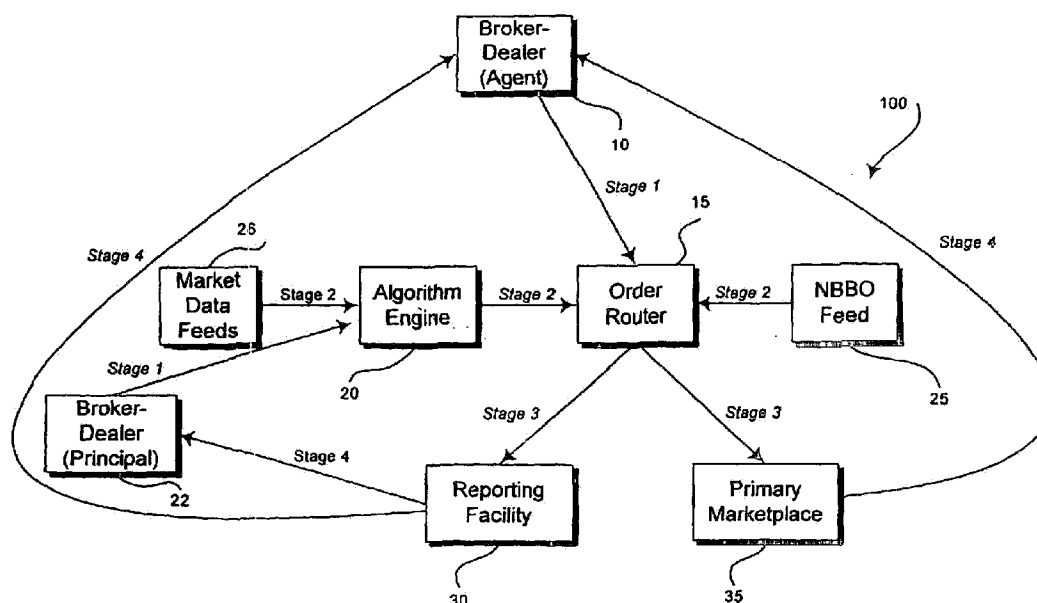 Broker-
Dealer
(Agent)
10
100
Stage 1
15
26
Stage 4
Stage 4
Market
Data
Feeds
Stage 2
Algorithm
Engine
Stage 2
Order
Router
Stage 2
NBBO
Feed
Stage 1
20
25
Broker-
Dealer
(Principal)
22
Stage 3
Stage 3
Stage 4
Reporting
Facility
Primary
Marketplace
30
35